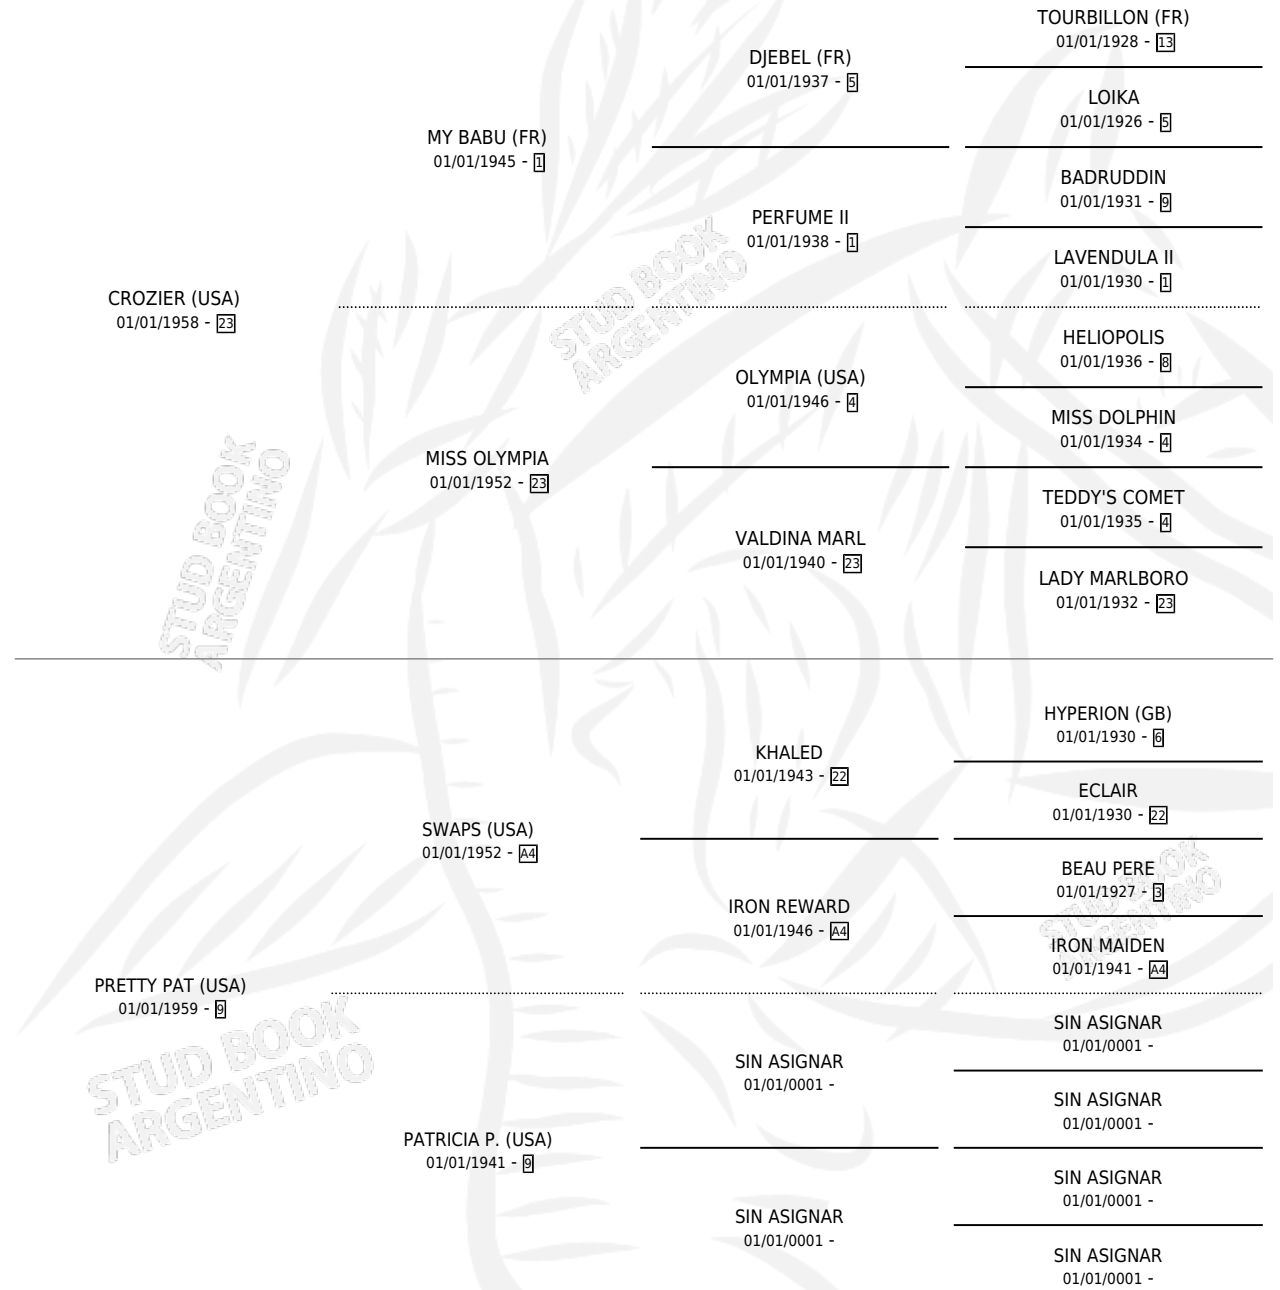 TOURBILLON (FR)
01/01/1928 - 13
DJEBEL (FR)
01/01/1937 - 5
LOIKA
01/01/1926 - 5
MY BABU (FR)
01/01/1945 - 1
BADRUDDIN
01/01/1931 - 9
PERFUME II
01/01/1938 - 1
LAVENDULA II
01/01/1930 - 1
CROZIER (USA)
01/01/1958 - 23
HELIOPOLIS
01/01/1936 - 8
OLYMPIA (USA)
01/01/1946 - 4
MISS DOLPHIN
01/01/1934 - 4
MISS OLYMPIA
01/01/1952 - 23
TEDDY'S COMET
01/01/1935 - 4
VALDINA MARL
01/01/1940 - 23
LADY MARLBORO
01/01/1932 - 23
STUD BOOK
ARGENTINO
STUD BOOK
ARGENTINO
HYPERION (GB)
01/01/1930 - 6
KHALED
01/01/1943 - 22
ECLAIR
01/01/1930 - 22
SWAPS (USA)
01/01/1952 - A4
BEAU PERE
01/01/1927 - 3
IRON REWARD
01/01/1946 - A4
IRON MAIDEN
01/01/1941 - A4
STUD BOOK
ARGENTINO
PRETTY PAT (USA)
01/01/1959 - 9
STUD BOOK
ARGENTINO
SIN ASIGNAR
01/01/0001 -
SIN ASIGNAR
01/01/0001 -
SIN ASIGNAR
01/01/0001 -
PATRICIA P. (USA)
01/01/1941 - 9
SIN ASIGNAR
01/01/0001 -
SIN ASIGNAR
01/01/0001 -
SIN ASIGNAR
01/01/0001 -